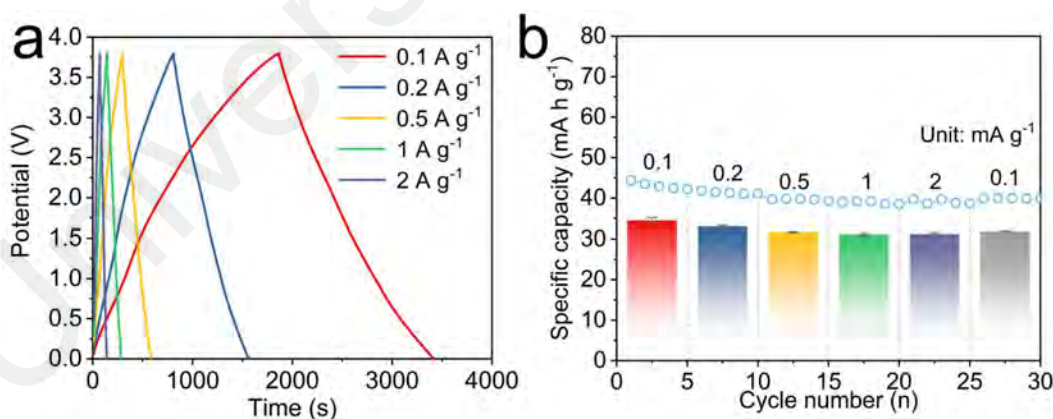 a
4.0
3.5
3.0
2.5
2.0
1.5
1.0
0.5
0.0
Potential (V)
0.1 A g⁻¹
0.2 A g⁻¹
0.5 A g⁻¹
1 A g⁻¹
2 A g⁻¹
0 1000 2000 3000 4000
Time (s)
b
80
70
60
50
40
30
20
10
0
Specific capacity (mA h g⁻¹)
Unit: mA g⁻¹
0.1 0.2 0.5 1 2 0.1
0 5 10 15 20 25 30
Cycle number (n)
Univers